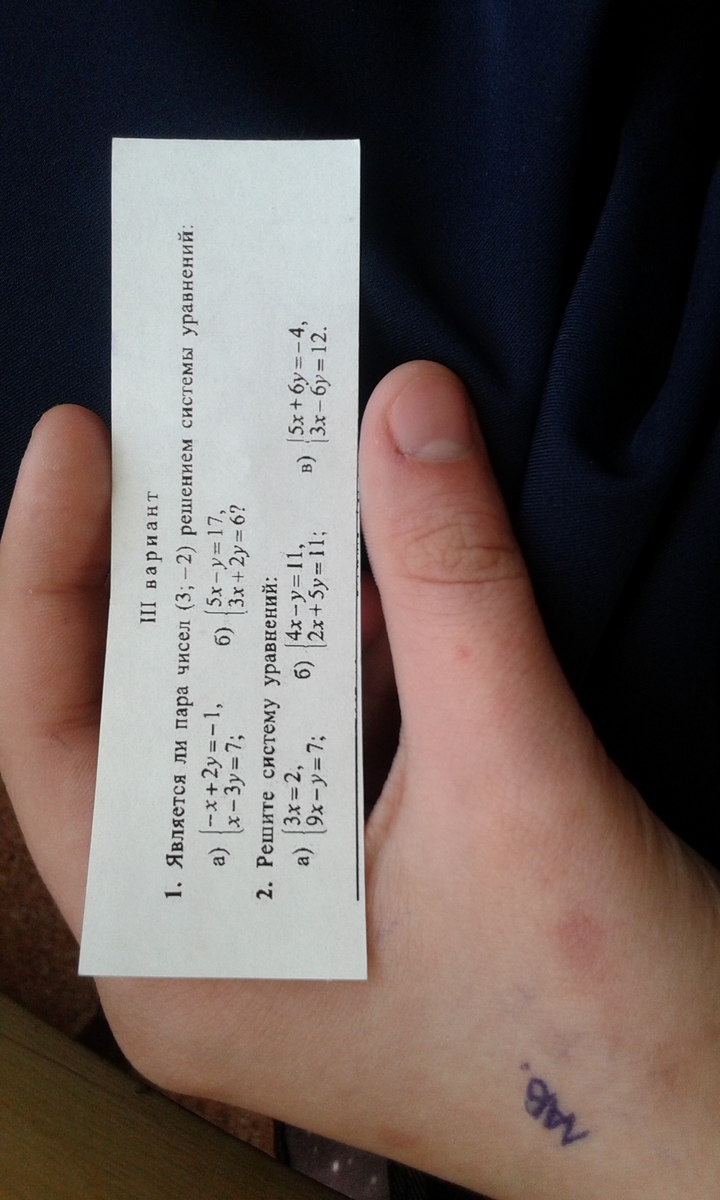 III вариант
1. Является ли пара чисел (3; −2) решением системы уравнений:
а) {−x+2y=−1, б) {5x−y=17,
x−3y=7; 3x+2y=6?
2. Решите систему уравнений:
а) {3x=2, б) {4x−y=11, в) {5x+6y=−4,
9x−y=7; 2x+5y=11; 3x−6y=12.